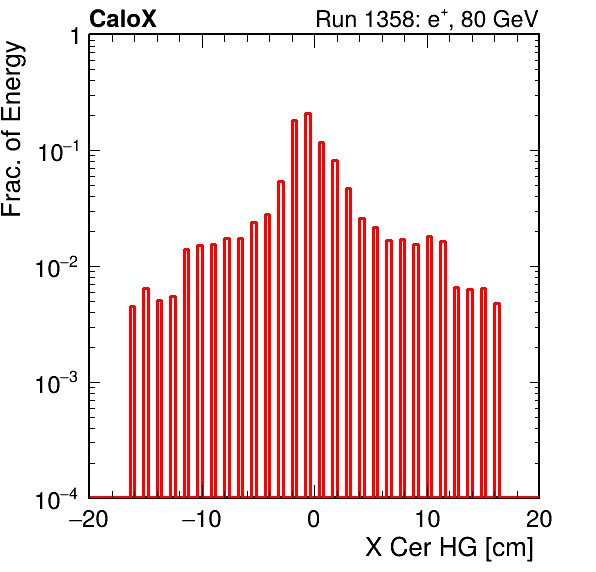 CaloX Run 1358: e⁺, 80 GeV
Frac. of Energy
1
10⁻¹
10⁻²
10⁻³
10⁻⁴
−20 −10 0 10 20
X Cer HG [cm]